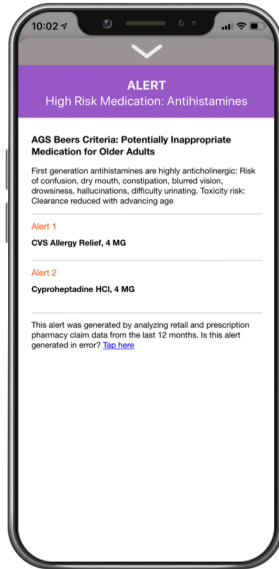 10:02
ALERT
High Risk Medication: Antihistamines
AGS Beers Criteria: Potentially Inappropriate
Medication for Older Adults
First generation antihistamines are highly anticholinergic: Risk
of confusion, dry mouth, constipation, blurred vision,
drowsiness, hallucinations, difficulty urinating. Toxicity risk:
Clearance reduced with advancing age
Alert 1
CVS Allergy Relief, 4 MG
Alert 2
Cyproheptadine HCl, 4 MG
This alert was generated by analyzing retail and prescription
pharmacy claim data from the last 12 months. Is this alert
generated in error? Tap here